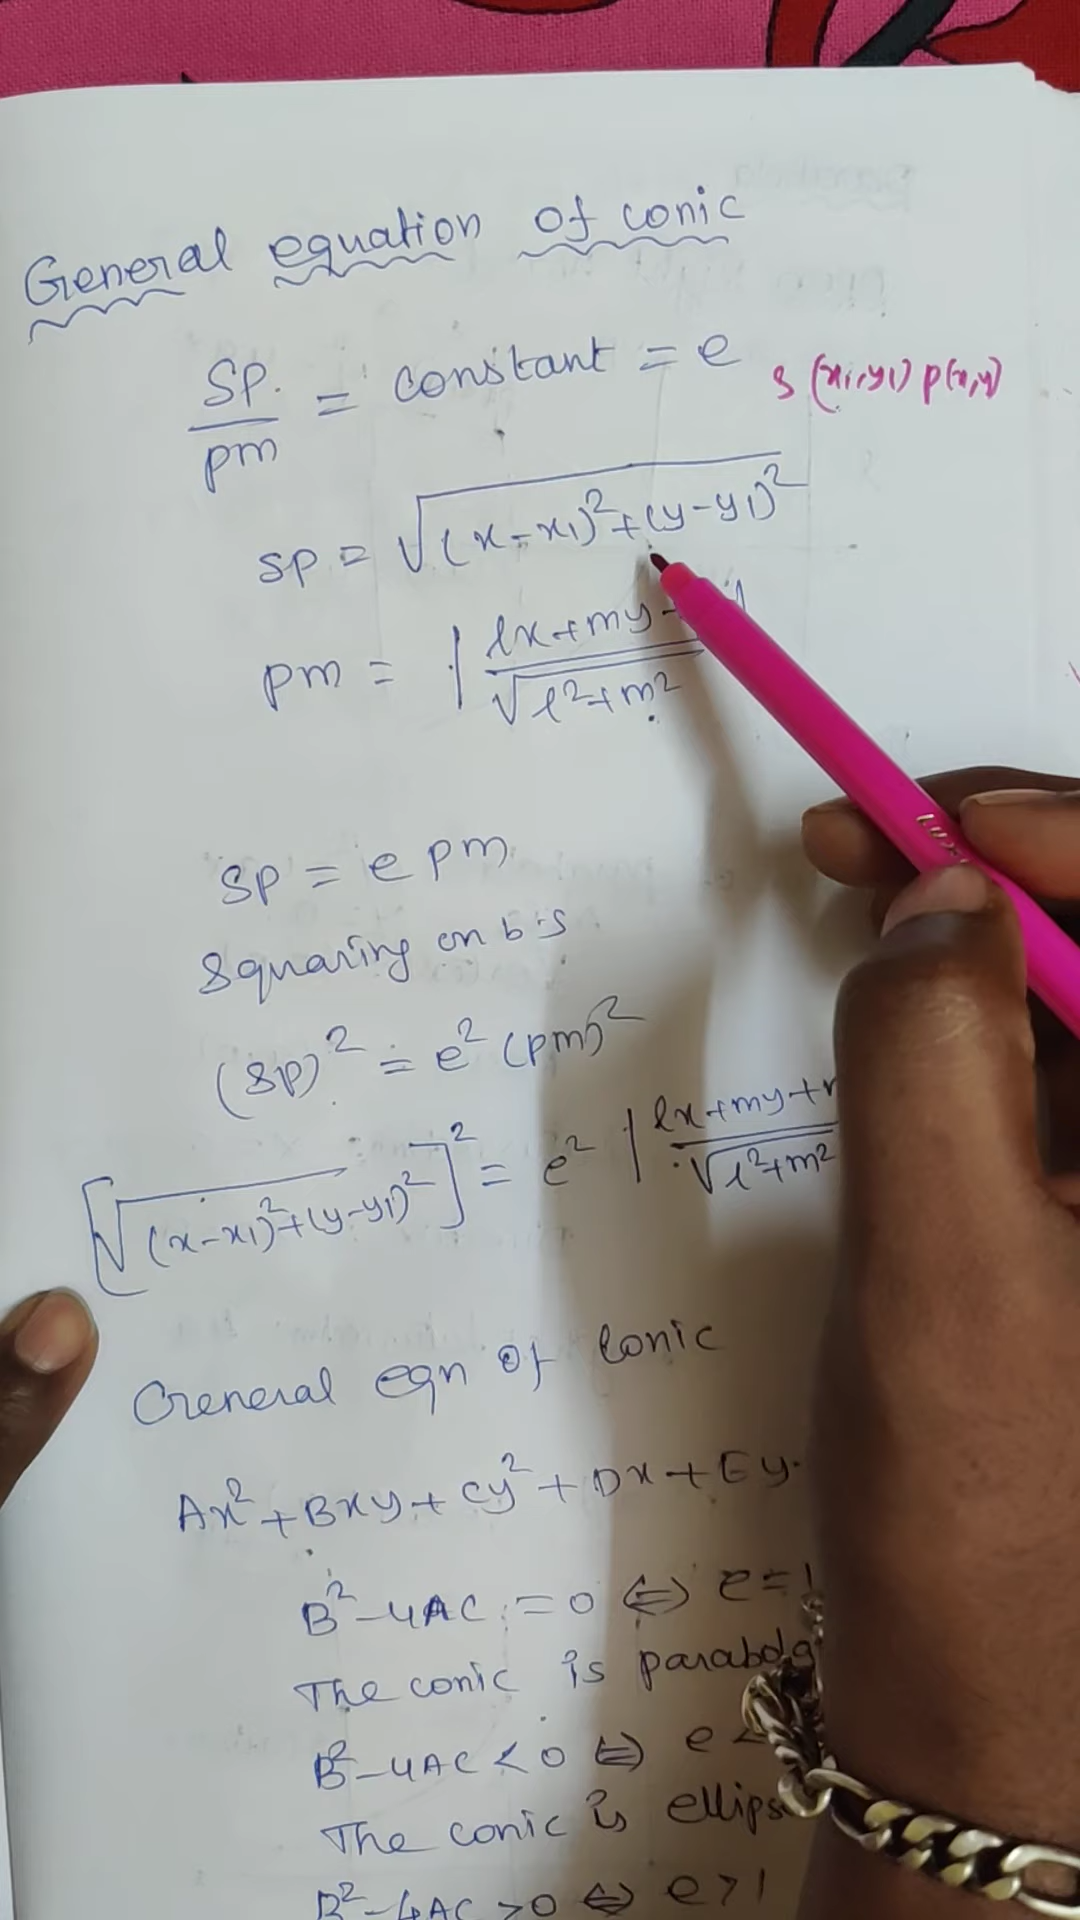 General equation of conic
SP/PM = constant = e S(x1,y1) P(x,y)
SP = √(x-x1)²+(y-y1)²
PM = |lx+my+ / √l²+m²
SP = e PM
Squaring on b.s
(SP)² = e² (PM)²
[√(x-x1)²+(y-y1)²]² = e² |lx+my+n / √l²+m²
General eqn of Conic
Ax²+Bxy+Cy²+Dx+Ey
B²-4AC = 0 ⇔ e=1
The conic is parabola
B²-4AC < 0 ⇔ e <
The conic is ellips
B²-4AC > 0 ⇔ e > 1